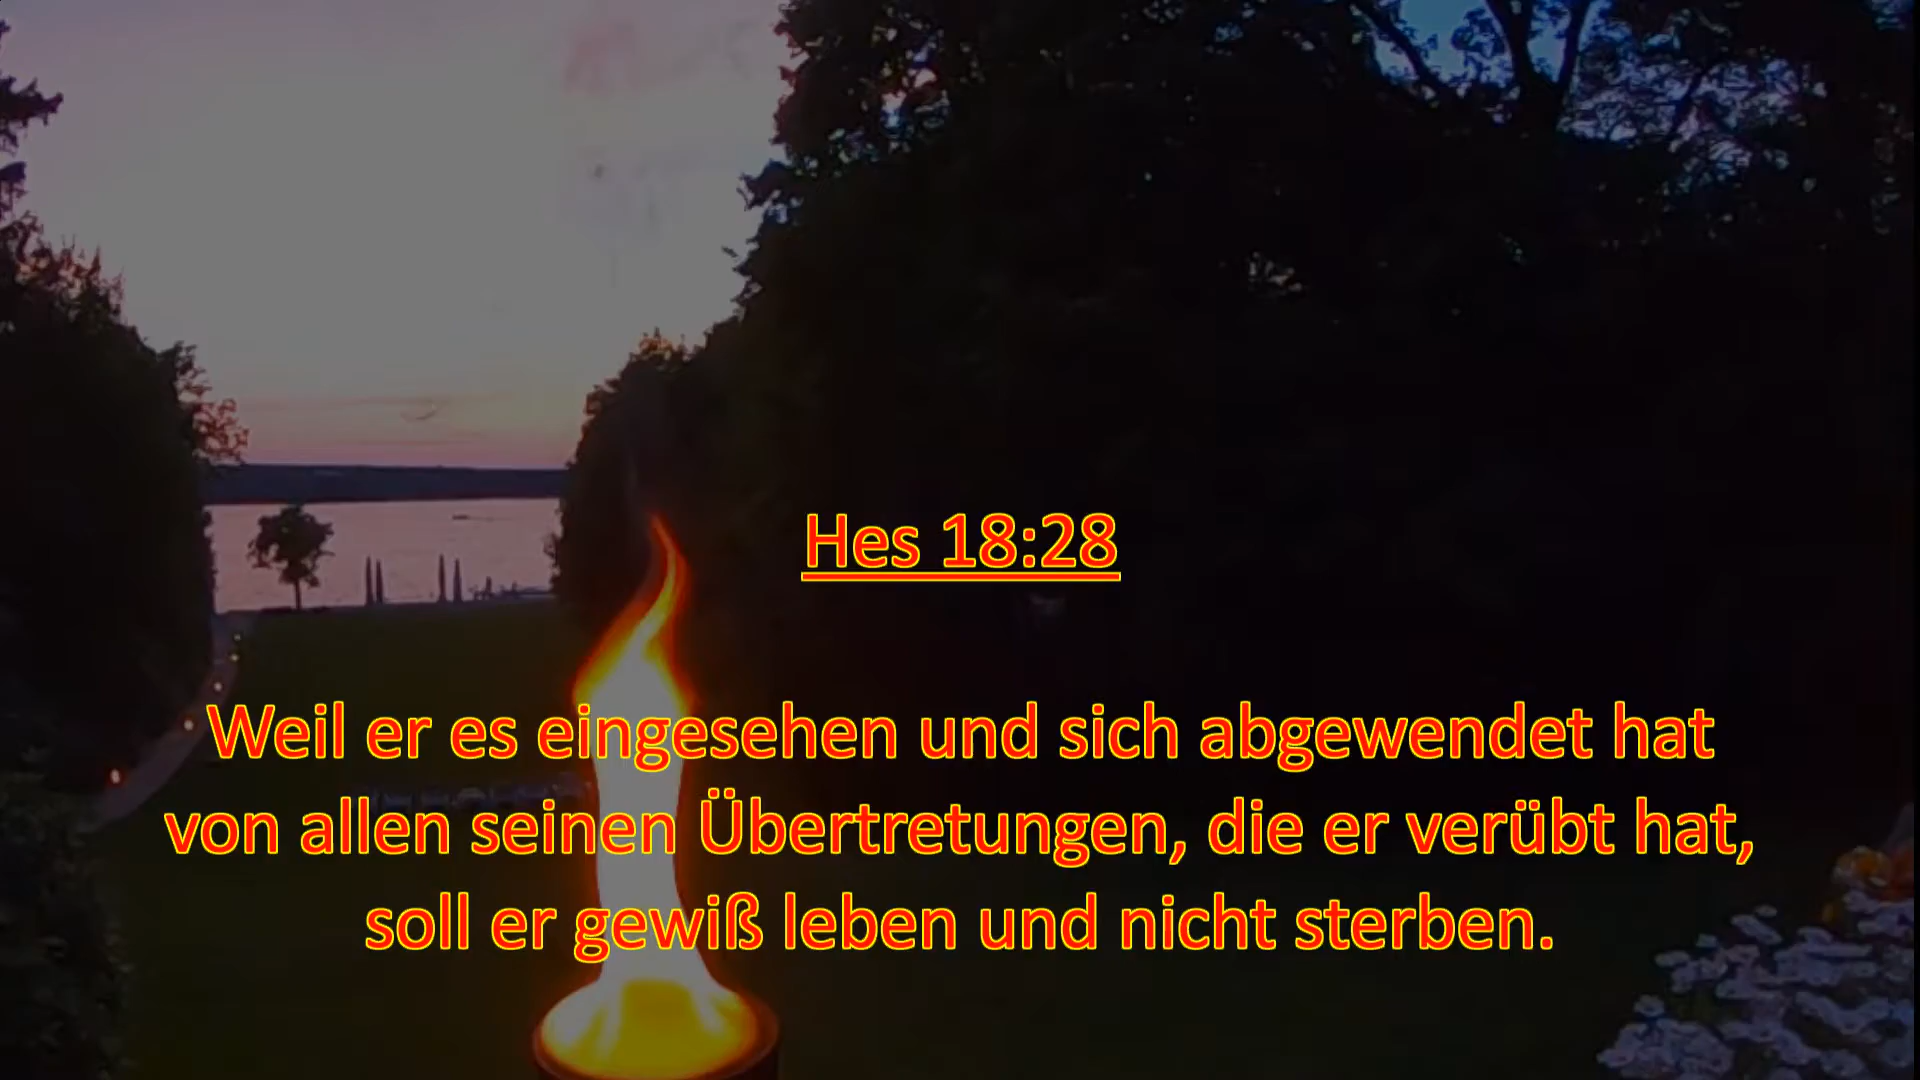 Hes 18:28
Weil er es eingesehen und sich abgewendet hat
von allen seinen Übertretungen, die er verübt hat,
soll er gewiß leben und nicht sterben.